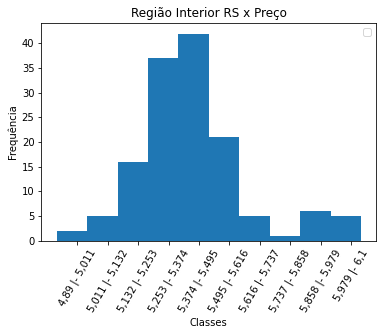 Região Interior RS x Preço
Frequência
40
35
30
25
20
15
10
5
0
4,89 |- 5,011
5,011 |- 5,132
5,132 |- 5,253
5,253 |- 5,374
5,374 |- 5,495
5,495 |- 5,616
5,616 |- 5,737
5,737 |- 5,858
5,858 |- 5,979
5,979 |- 6,1
Classes